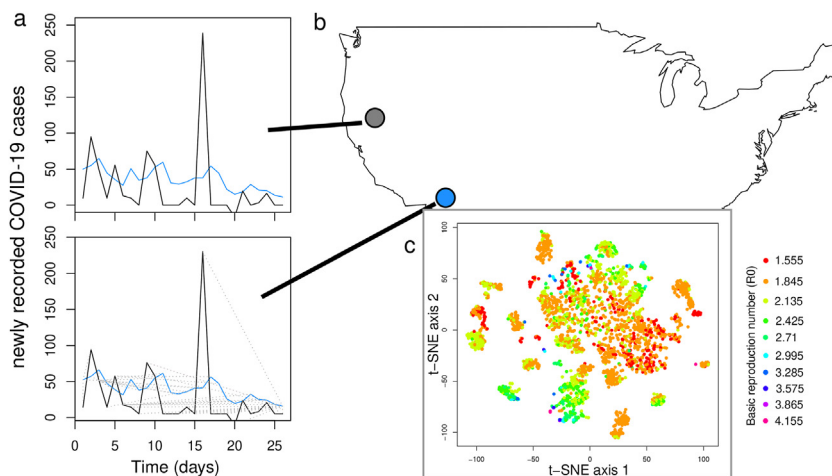 a
b
250
200
150
100
50
0
250
200
150
100
50
0
newly recorded COVID-19 cases
0 5 10 15 20 25
Time (days)
c
100
50
0
−50
−100
t−SNE axis 2
−100 −50 0 50 100
t−SNE axis 1
Basic reproduction number (R0)
1.555
1.845
2.135
2.425
2.71
2.995
3.285
3.575
3.865
4.155